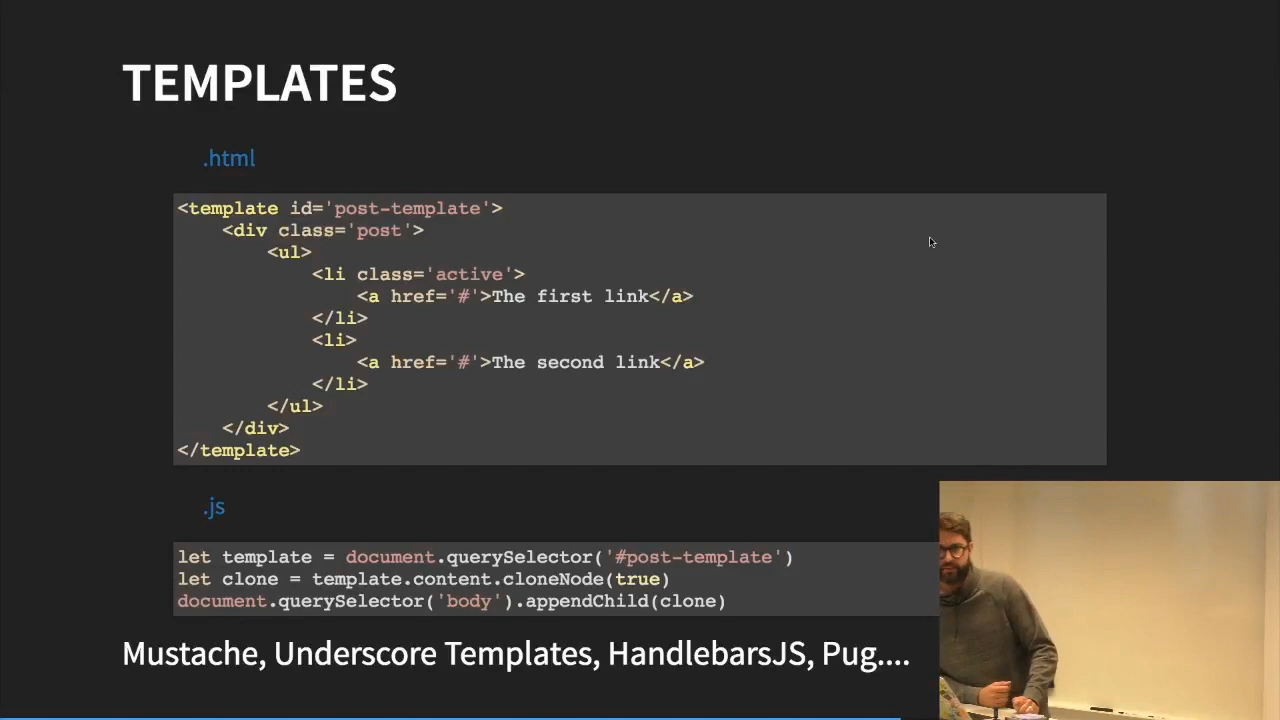 TEMPLATES
.html
<template id='post-template'>
    <div class='post'>
        <ul>
            <li class='active'>
                <a href='#'>The first link</a>
            </li>
            <li>
                <a href='#'>The second link</a>
            </li>
        </ul>
    </div>
</template>
.js
let template = document.querySelector('#post-template')
let clone = template.content.cloneNode(true)
document.querySelector('body').appendChild(clone)
Mustache, Underscore Templates, HandlebarsJS, Pug....